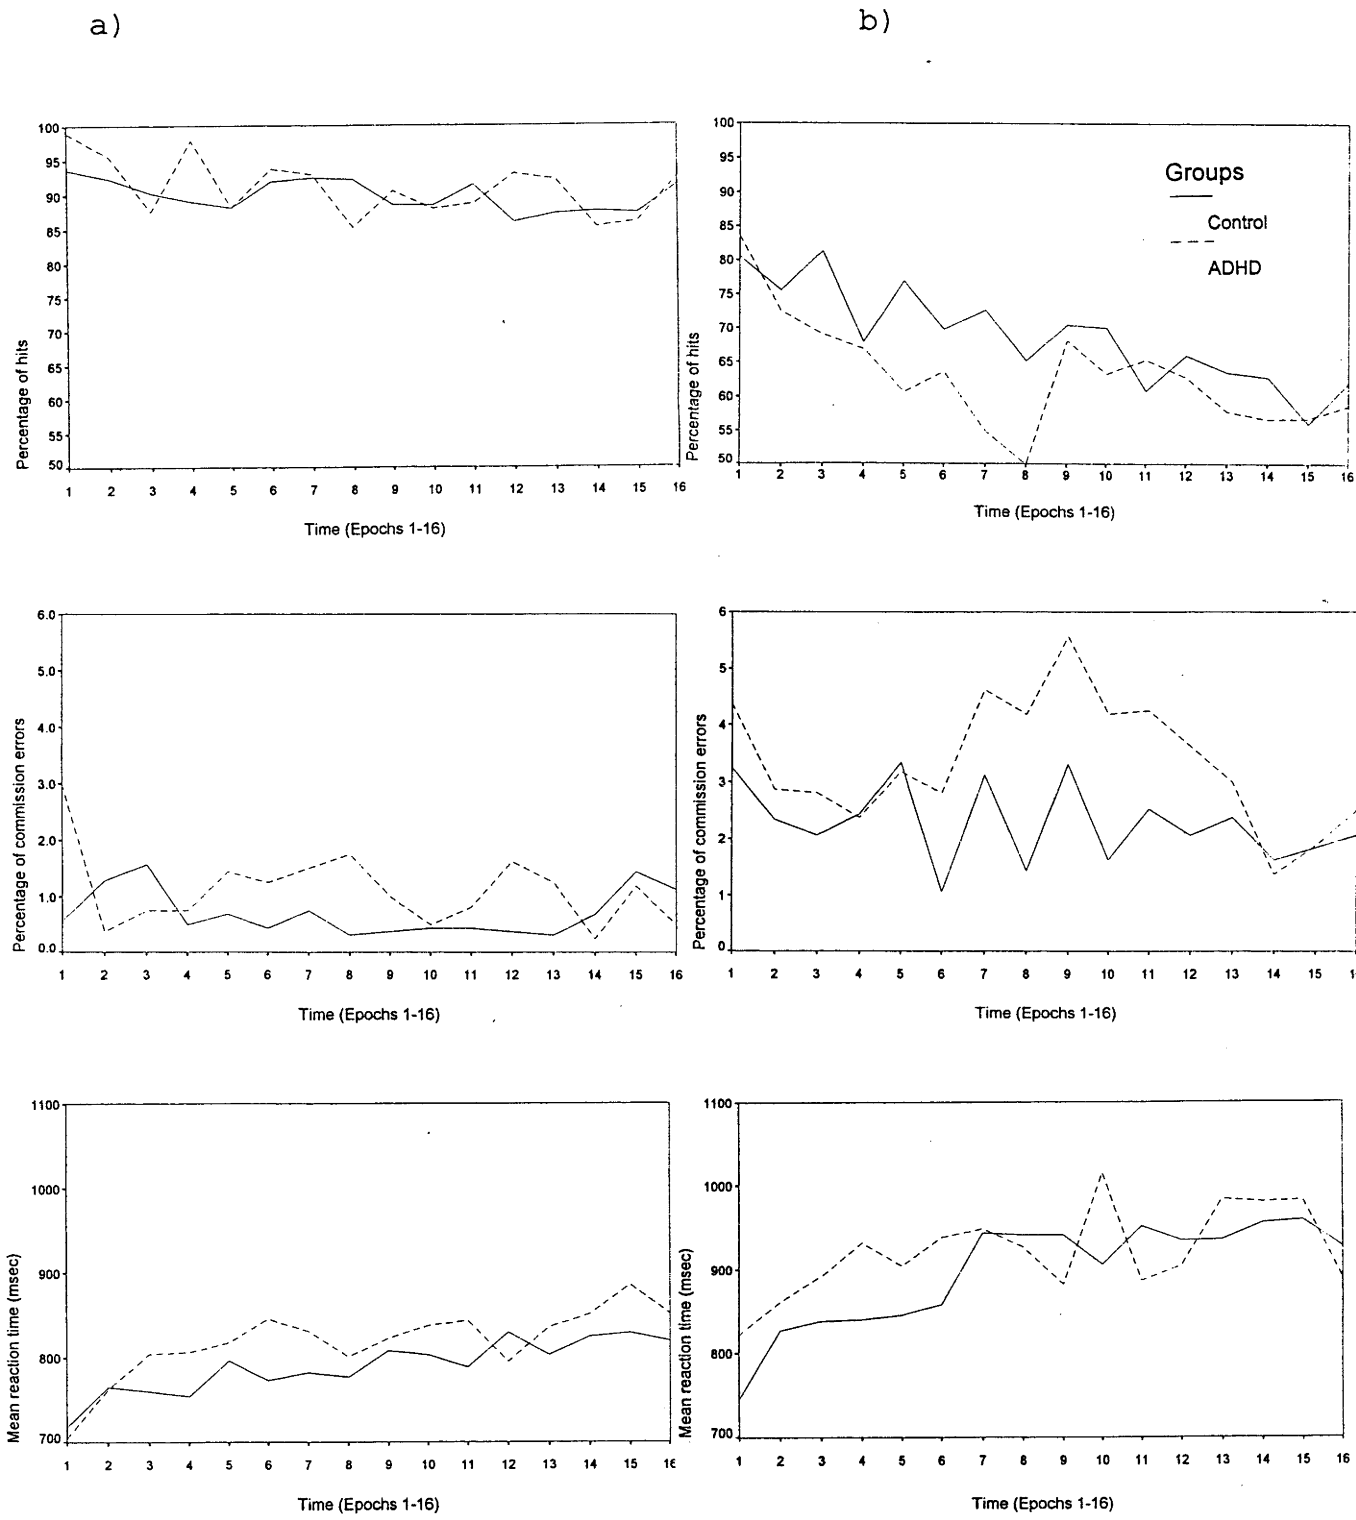 a)
b)
100
95
90
85
80
75
70
65
60
55
50
Percentage of hits
1 2 3 4 5 6 7 8 9 10 11 12 13 14 15 16
Time (Epochs 1-16)
100
95
90
85
80
75
70
65
60
55
50
Percentage of hits
Groups
Control
ADHD
1 2 3 4 5 6 7 8 9 10 11 12 13 14 15 16
Time (Epochs 1-16)
6.0
5.0
4.0
3.0
2.0
1.0
0.0
Percentage of commission errors
1 2 3 4 5 6 7 8 9 10 11 12 13 14 15 16
Time (Epochs 1-16)
6
5
4
3
2
1
0
Percentage of commission errors
1 2 3 4 5 6 7 8 9 10 11 12 13 14 15
Time (Epochs 1-16)
1100
1000
900
800
700
Mean reaction time (msec)
1 2 3 4 5 6 7 8 9 10 11 12 13 14 15
Time (Epochs 1-16)
1100
1000
900
800
700
Mean reaction time (msec)
1 2 3 4 5 6 7 8 9 10 11 12 13 14 15 16
Time (Epochs 1-16)